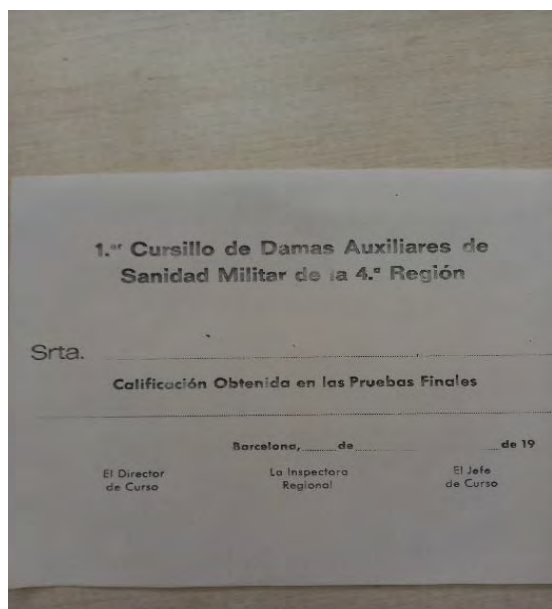 1.er Cursillo de Damas Auxiliares de
Sanidad Militar de la 4.ª Región
Srta.
Calificación Obtenida en las Pruebas Finales
Barcelona, de de 19
El Director La Inspectora El Jefe
de Curso Regional de Curso